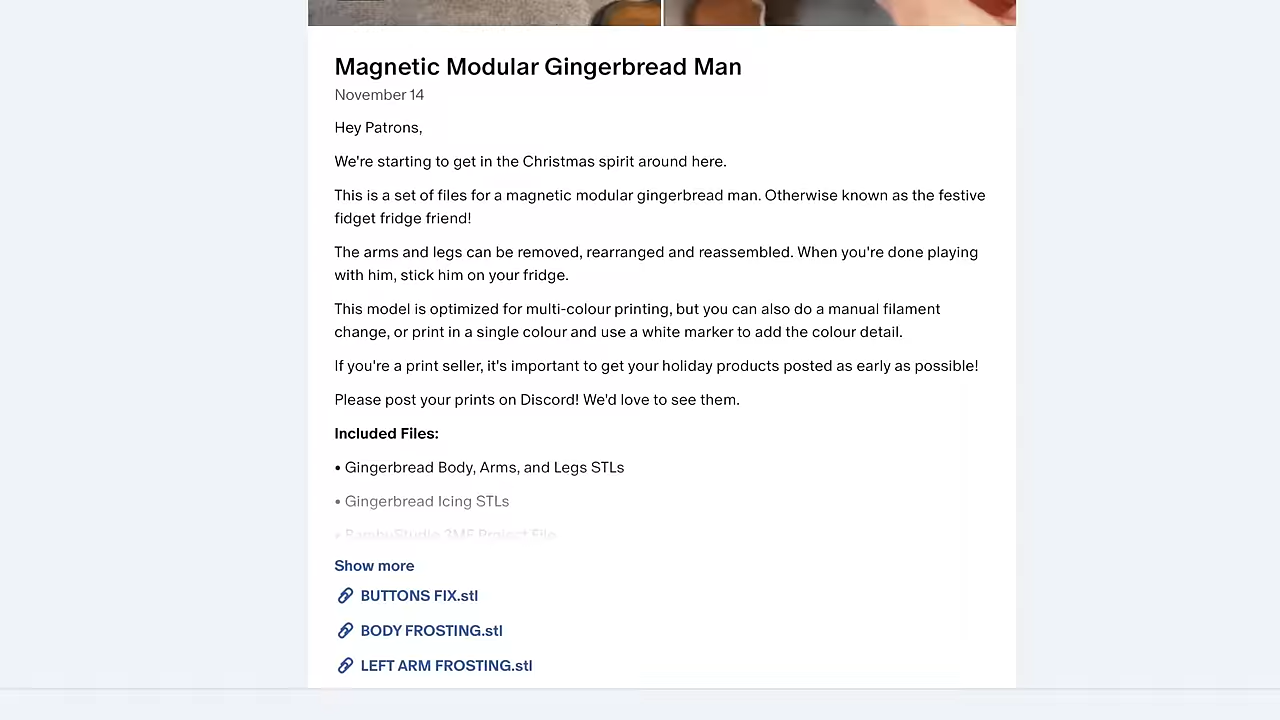 Magnetic Modular Gingerbread Man
November 14
Hey Patrons,
We're starting to get in the Christmas spirit around here.
This is a set of files for a magnetic modular gingerbread man. Otherwise known as the festive
fidget fridge friend!
The arms and legs can be removed, rearranged and reassembled. When you're done playing
with him, stick him on your fridge.
This model is optimized for multi-colour printing, but you can also do a manual filament
change, or print in a single colour and use a white marker to add the colour detail.
If you're a print seller, it's important to get your holiday products posted as early as possible!
Please post your prints on Discord! We'd love to see them.
Included Files:
• Gingerbread Body, Arms, and Legs STLs
• Gingerbread Icing STLs
• Bambu Studio 3MF Project File
Show more
BUTTONS FIX.stl
BODY FROSTING.stl
LEFT ARM FROSTING.stl